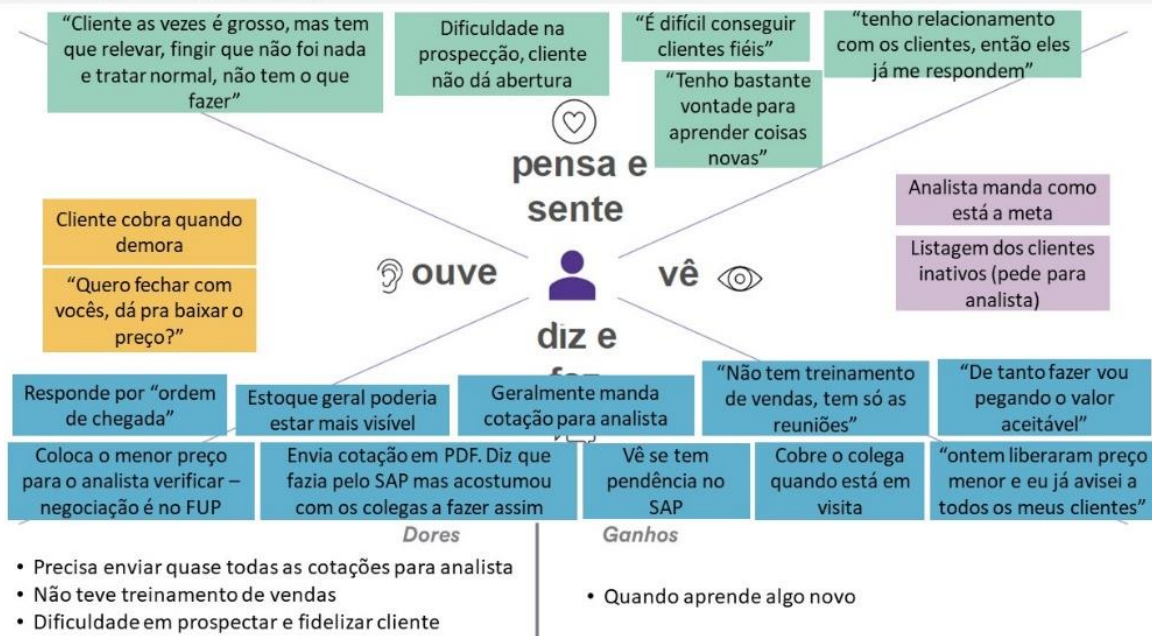 “Cliente as vezes é grosso, mas tem
que relevar, fingir que não foi nada
e tratar normal, não tem o que
fazer”
Dificuldade na
prospecção, cliente
não dá abertura
“É difícil conseguir
clientes fiéis”
“tenho relacionamento
com os clientes, então eles
já me respondem”
“Tenho bastante
vontade para
aprender coisas
novas”
pensa e
sente
Cliente cobra quando
demora
“Quero fechar com
vocês, dá pra baixar o
preço?”
ouve
vê
Analista manda como
está a meta
Listagem dos clientes
inativos (pede para
analista)
diz e
Responde por “ordem
de chegada”
Estoque geral poderia
estar mais visível
Geralmente manda
cotação para analista
“Não tem treinamento
de vendas, tem só as
reuniões”
“De tanto fazer vou
pegando o valor
aceitável”
Coloca o menor preço
para o analista verificar –
negociação é no FUP
Envia cotação em PDF. Diz que
fazia pelo SAP mas acostumou
com os colegas a fazer assim
Vê se tem
pendência no
SAP
Cobre o colega
quando está em
visita
“ontem liberaram preço
menor e eu já avisei a
todos os meus clientes”
Dores
• Precisa enviar quase todas as cotações para analista
• Não teve treinamento de vendas
• Dificuldade em prospectar e fidelizar cliente
Ganhos
• Quando aprende algo novo